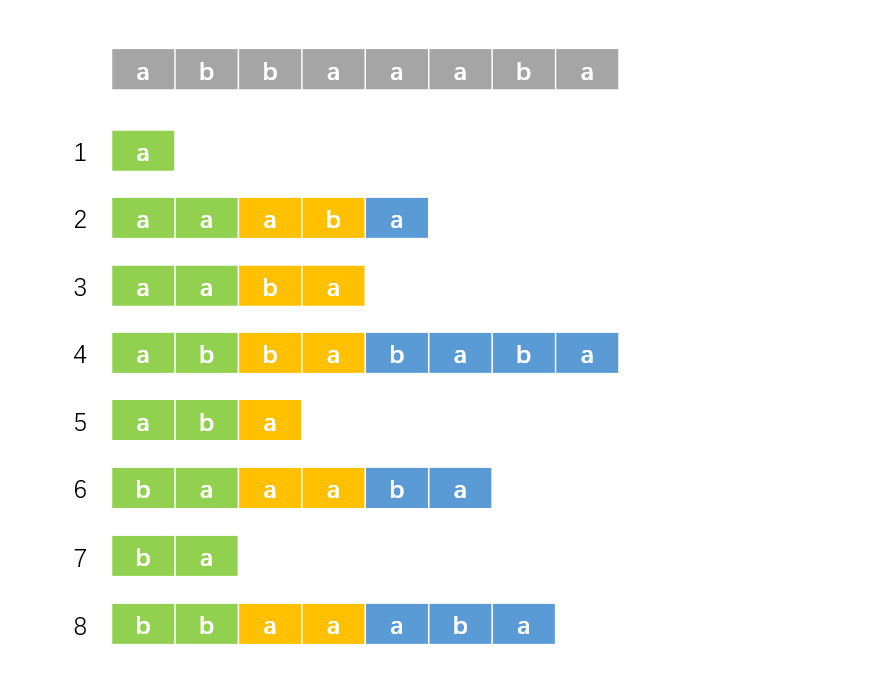 a b b a a a b a
1 a
2 a a a b a
3 a a b a
4 a b b a b a b a
5 a b a
6 b a a a b a
7 b a
8 b b a a a b a